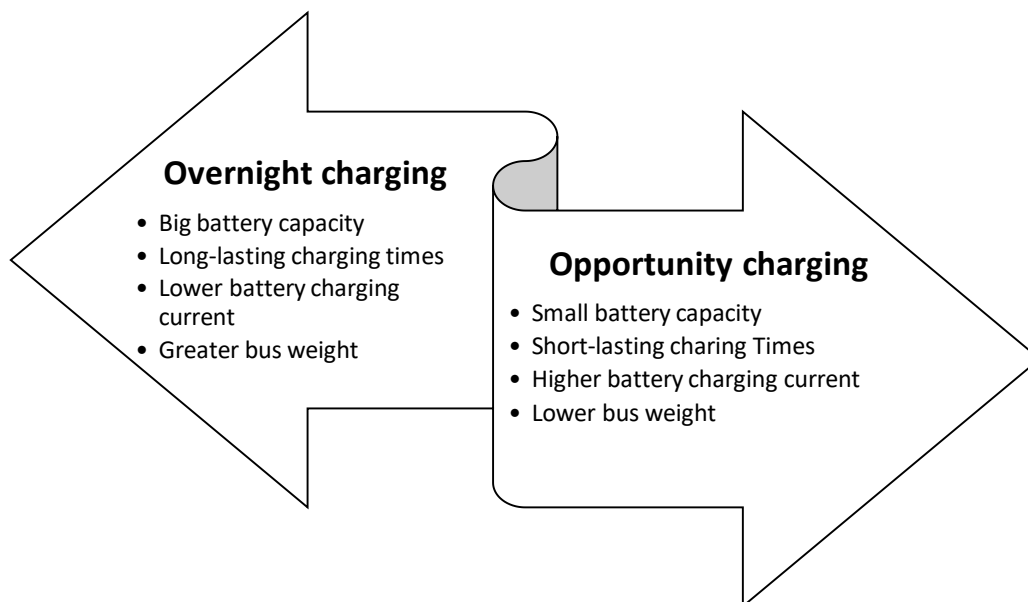 Overnight charging
• Big battery capacity
• Long-lasting charging times
• Lower battery charging
current
• Greater bus weight
Opportunity charging
• Small battery capacity
• Short-lasting charing Times
• Higher battery charging current
• Lower bus weight